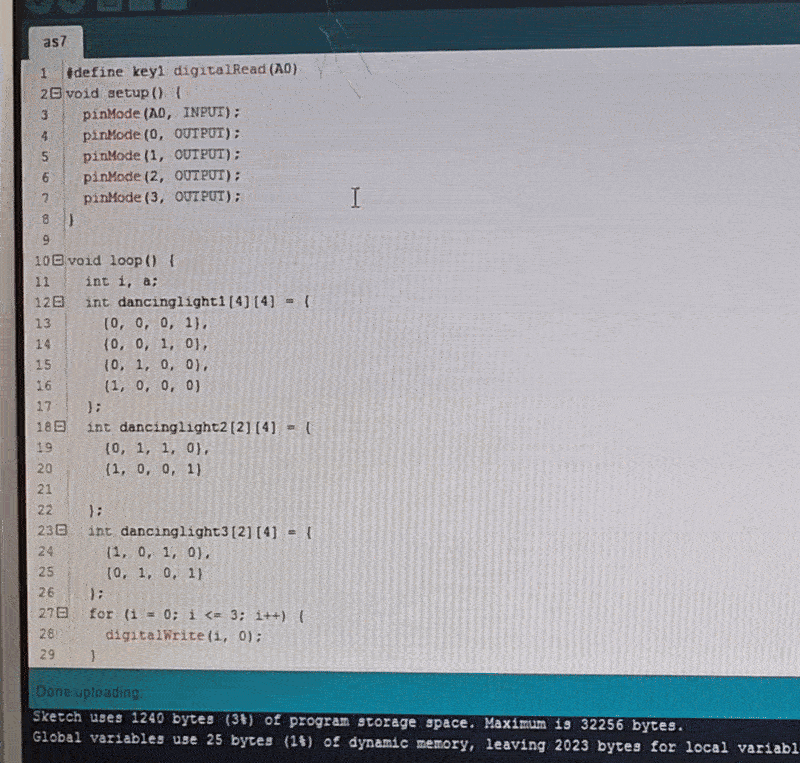 as7
1 #define key1 digitalRead(A0)
2 void setup() {
3 pinMode(A0, INPUT);
4 pinMode(0, OUTPUT);
5 pinMode(1, OUTPUT);
6 pinMode(2, OUTPUT);
7 pinMode(3, OUTPUT);
8 }
9
10 void loop() {
11 int i, a;
12 int dancinglight1[4][4] = {
13 {0, 0, 0, 1},
14 {0, 0, 1, 0},
15 {0, 1, 0, 0},
16 {1, 0, 0, 0}
17 };
18 int dancinglight2[2][4] = {
19 {0, 1, 1, 0},
20 {1, 0, 0, 1}
21
22 };
23 int dancinglight3[2][4] = {
24 {1, 0, 1, 0},
25 {0, 1, 0, 1}
26 };
27 for (i = 0; i <= 3; i++) {
28 digitalWrite(i, 0);
29 }
Done uploading.
Sketch uses 1240 bytes (3%) of program storage space. Maximum is 32256 bytes.
Global variables use 25 bytes (1%) of dynamic memory, leaving 2023 bytes for local variabl